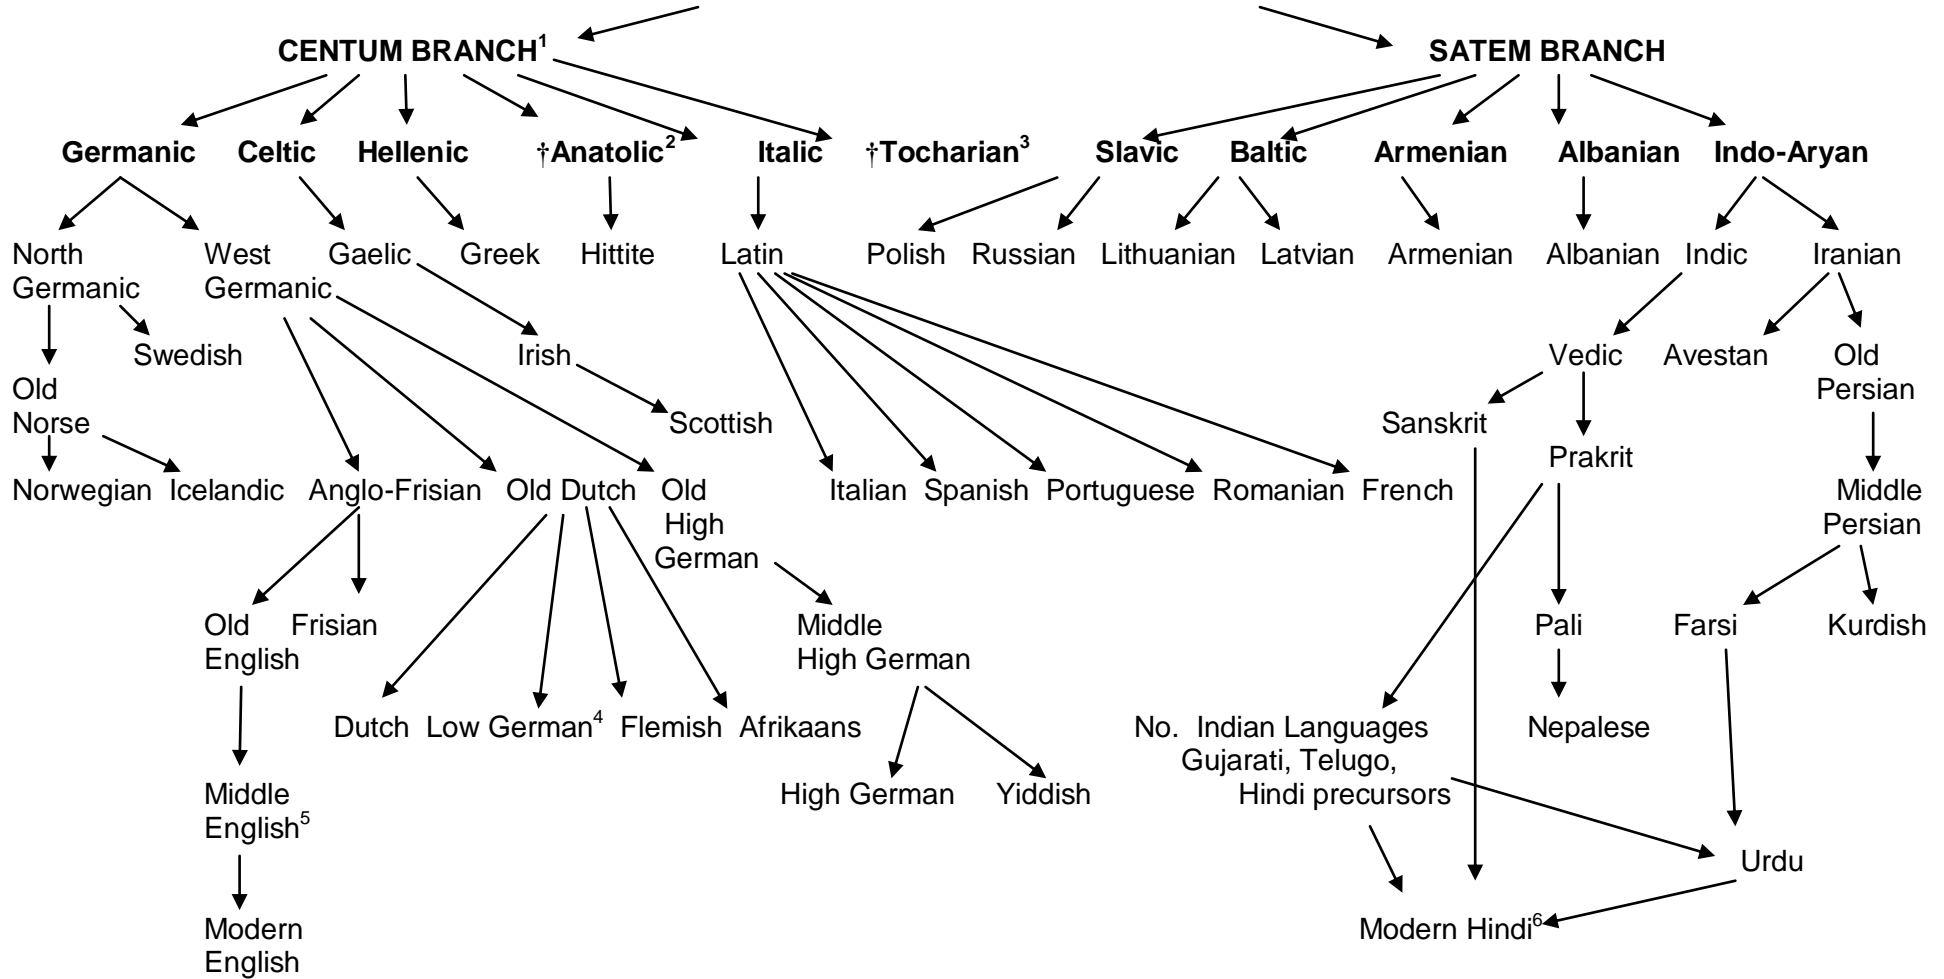 CENTUM BRANCH¹ SATEM BRANCH
Germanic Celtic Hellenic †Anatolic² Italic †Tocharian³ Slavic Baltic Armenian Albanian Indo-Aryan
North Germanic
West Germanic
Gaelic Greek Hittite Latin Polish Russian Lithuanian Latvian Armenian Albanian Indic Iranian
Swedish Irish Vedic Avestan
Old Persian
Old Norse
Scottish Sanskrit
Prakrit
Norwegian Icelandic Anglo-Frisian Old Dutch
Old High German
Italian Spanish Portuguese Romanian French
Middle Persian
Old English
Frisian
Middle High German
Pali Farsi Kurdish
Dutch Low German⁴ Flemish Afrikaans
No. Indian Languages
Gujarati, Telugo,
Hindi precursors
Nepalese
Middle English⁵
High German Yiddish
Urdu
Modern English
Modern Hindi⁶